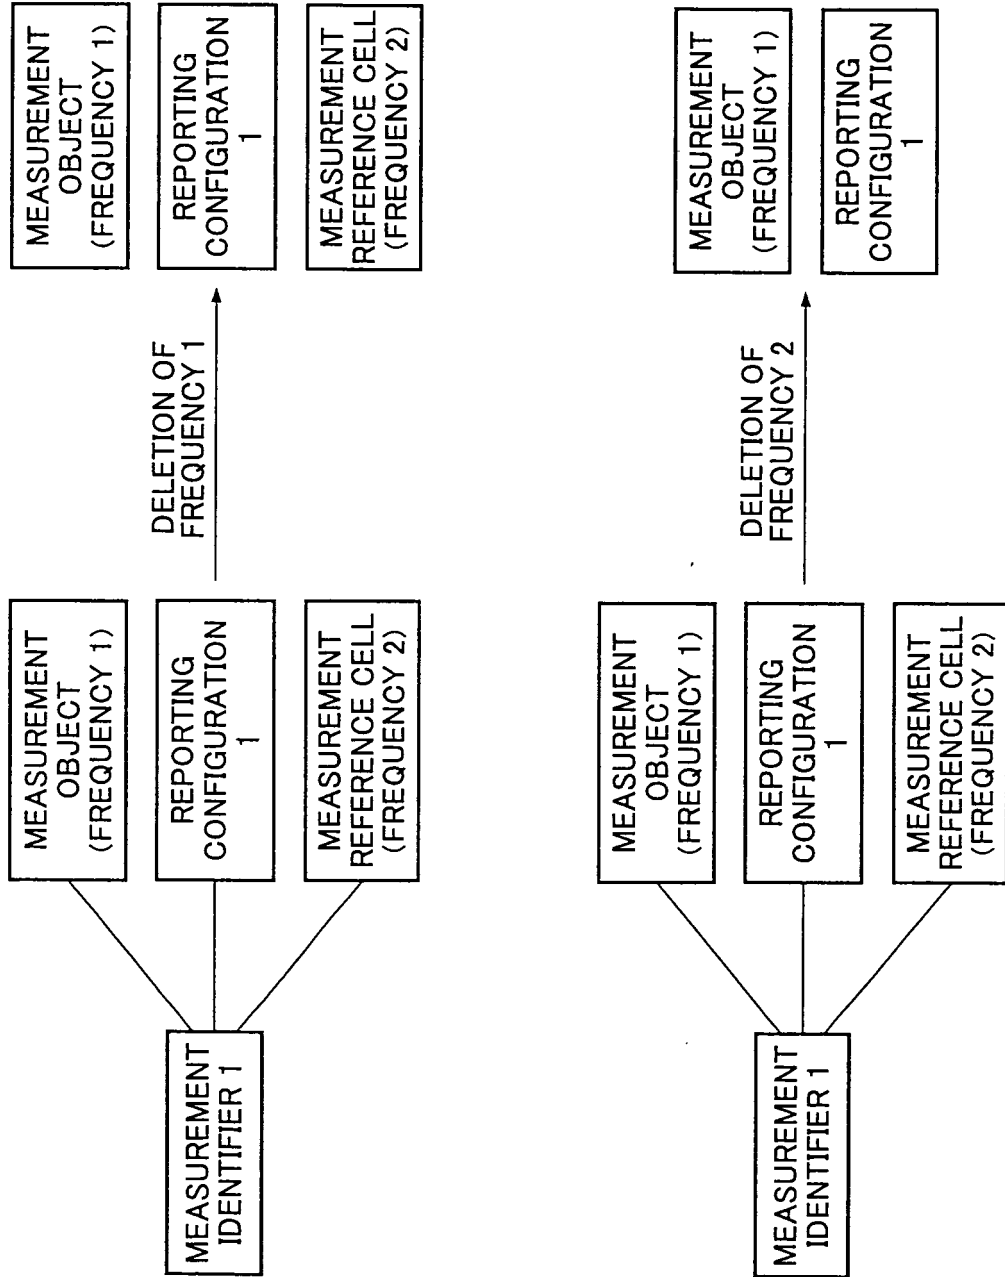 MEASUREMENT
IDENTIFIER 1
MEASUREMENT
OBJECT
(FREQUENCY 1)
REPORTING
CONFIGURATION
1
MEASUREMENT
REFERENCE CELL
(FREQUENCY 2)
DELETION OF
FREQUENCY 1
MEASUREMENT
OBJECT
(FREQUENCY 1)
REPORTING
CONFIGURATION
1
MEASUREMENT
REFERENCE CELL
(FREQUENCY 2)
MEASUREMENT
IDENTIFIER 1
MEASUREMENT
OBJECT
(FREQUENCY 1)
REPORTING
CONFIGURATION
1
MEASUREMENT
REFERENCE CELL
(FREQUENCY 2)
DELETION OF
FREQUENCY 2
MEASUREMENT
OBJECT
(FREQUENCY 1)
REPORTING
CONFIGURATION
1